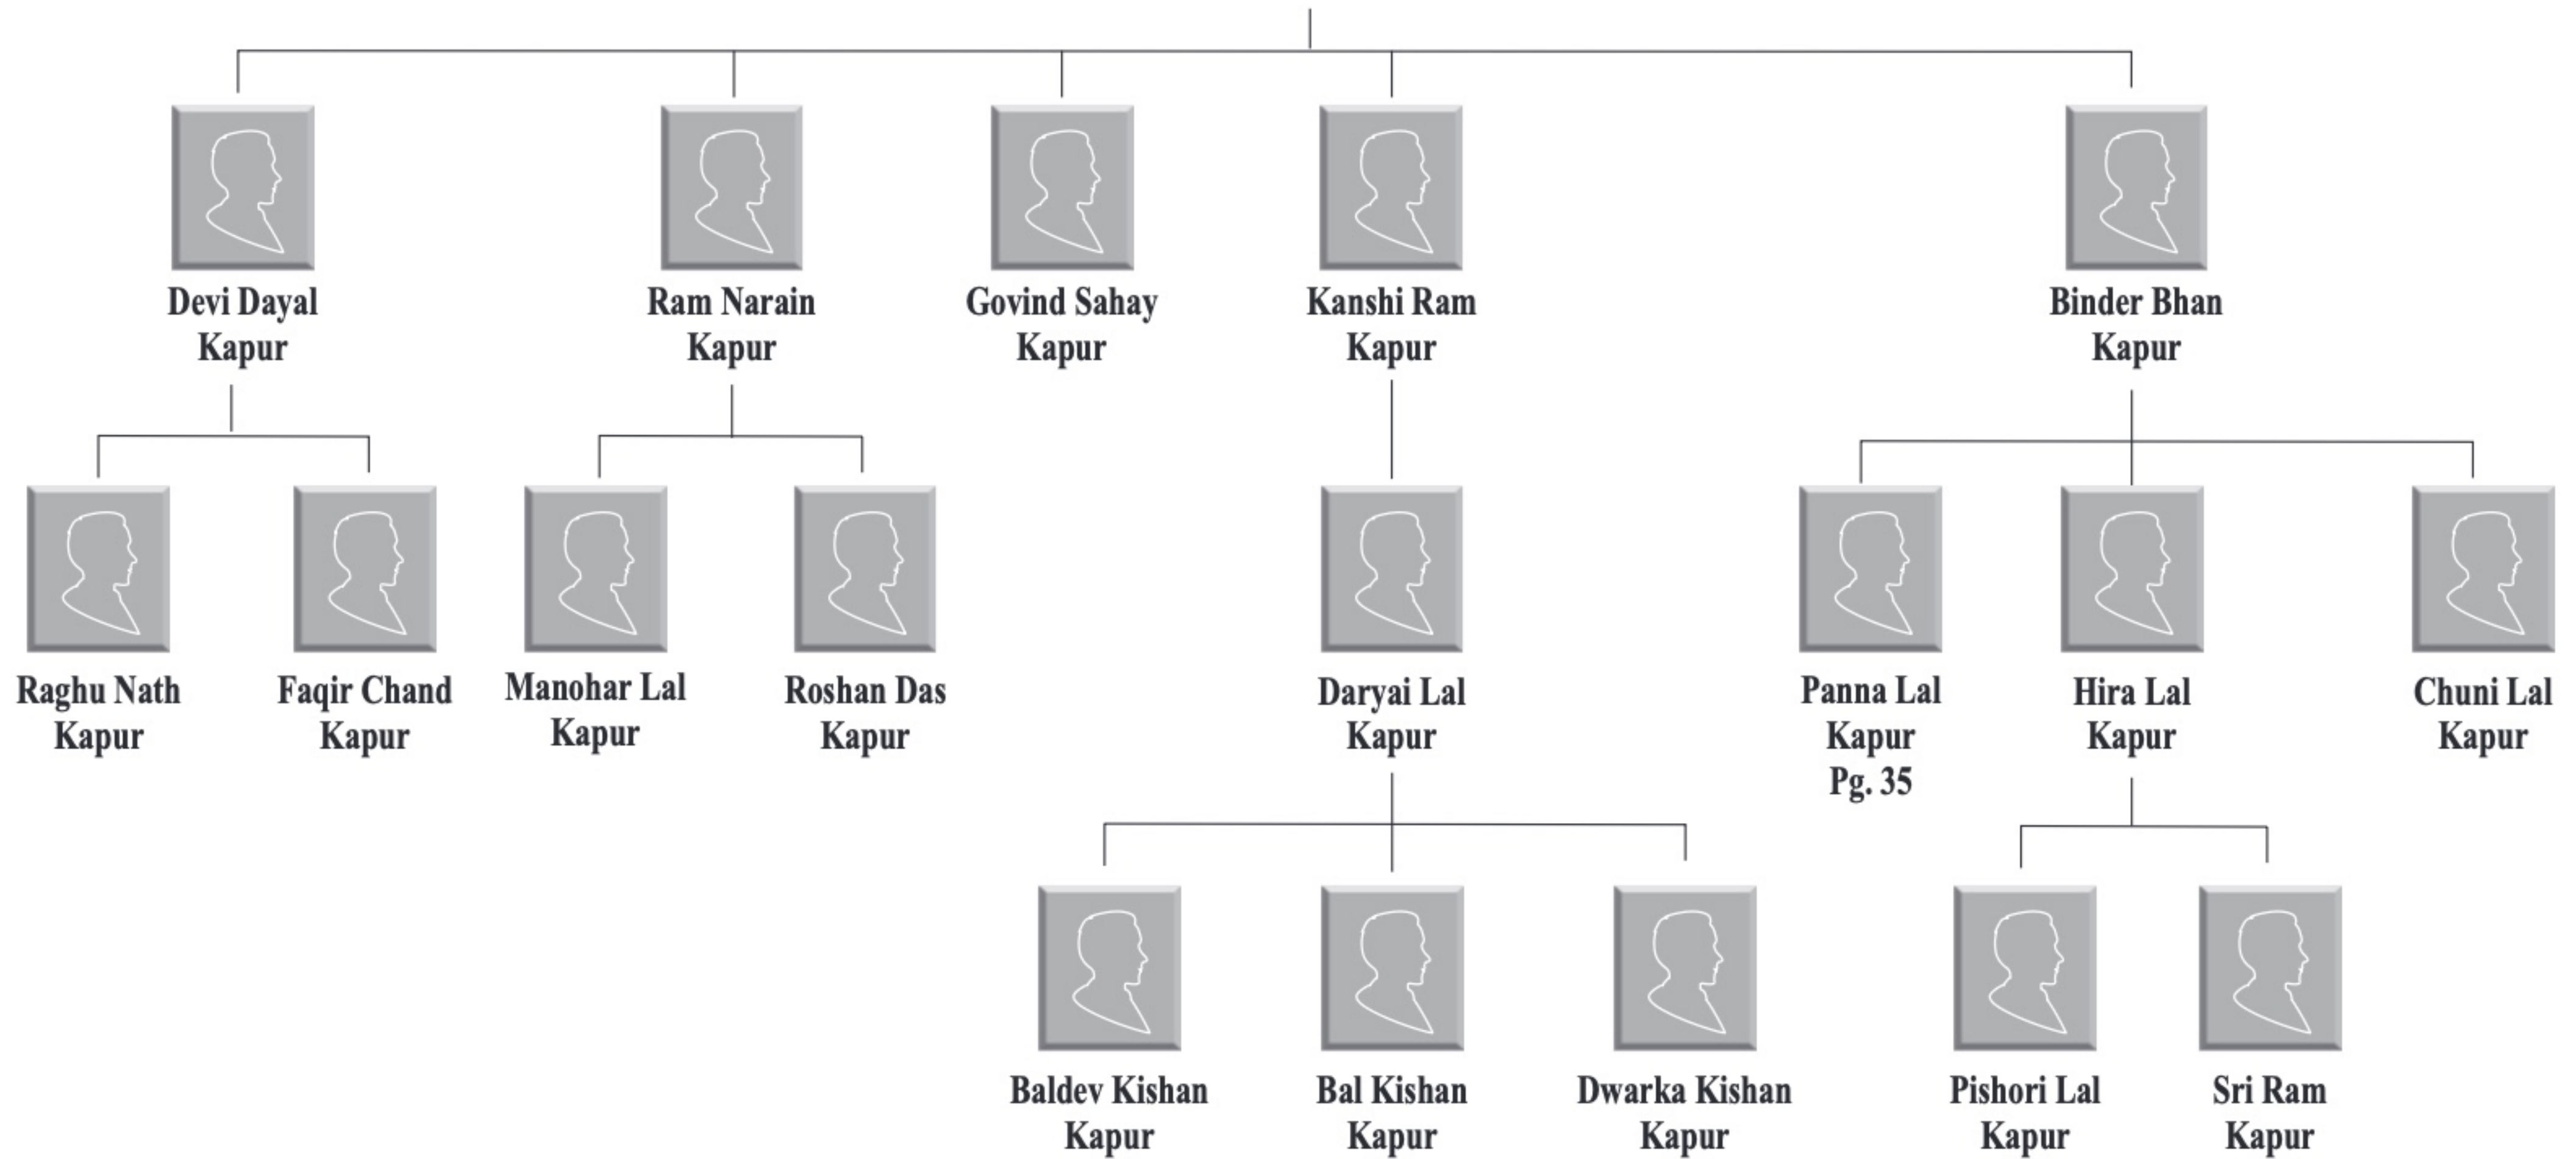 Devi Dayal
Kapur
Ram Narain
Kapur
Govind Sahay
Kapur
Kanshi Ram
Kapur
Binder Bhan
Kapur
Raghu Nath
Kapur
Faqir Chand
Kapur
Manohar Lal
Kapur
Roshan Das
Kapur
Daryai Lal
Kapur
Panna Lal
Kapur
Pg. 35
Hira Lal
Kapur
Chuni Lal
Kapur
Baldev Kishan
Kapur
Bal Kishan
Kapur
Dwarka Kishan
Kapur
Pishori Lal
Kapur
Sri Ram
Kapur